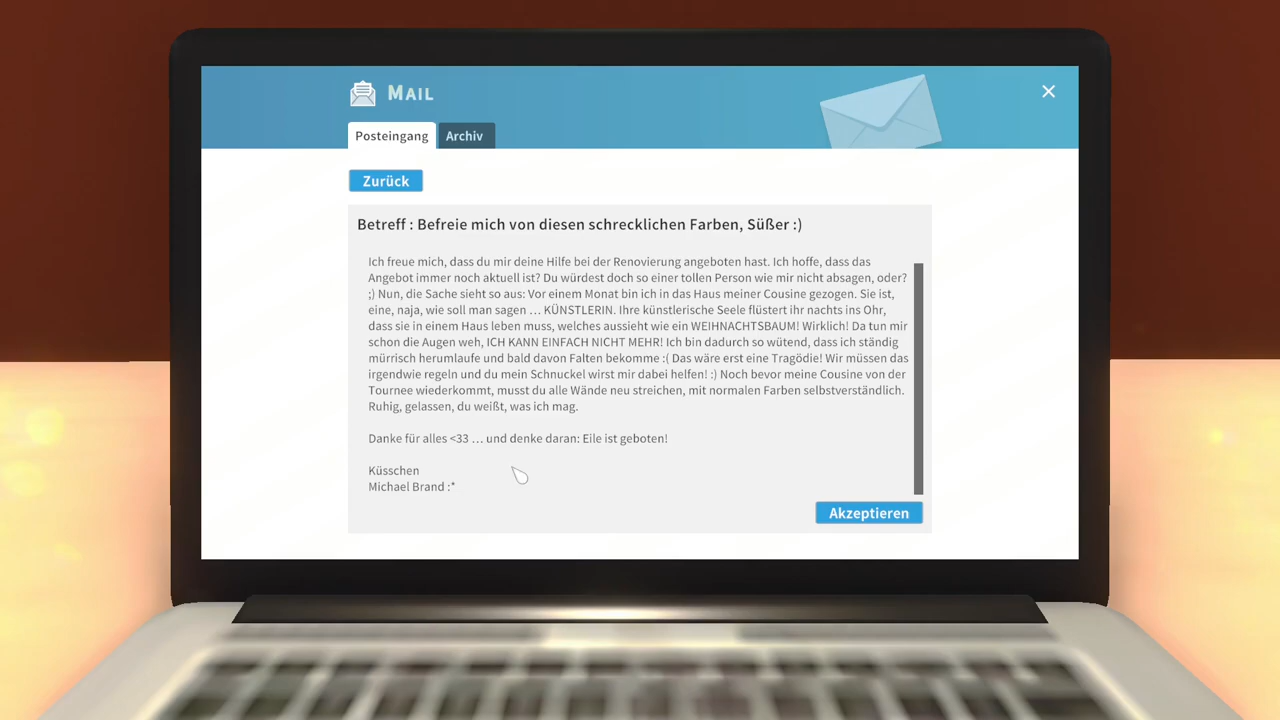 Mail
Posteingang
Archiv
Zurück
Betreff : Befreie mich von diesen schrecklichen Farben, Süßer :)
Ich freue mich, dass du mir deine Hilfe bei der Renovierung angeboten hast. Ich hoffe, dass das
Angebot immer noch aktuell ist? Du würdest doch so einer tollen Person wie mir nicht absagen, oder?
;) Nun, die Sache sieht so aus: Vor einem Monat bin ich in das Haus meiner Cousine gezogen. Sie ist,
eine, naja, wie soll man sagen … KÜNSTLERIN. Ihre künstlerische Seele flüstert ihr nachts ins Ohr,
dass sie in einem Haus leben muss, welches aussieht wie ein WEIHNACHTSBAUM! Wirklich! Da tun mir
schon die Augen weh, ICH KANN EINFACH NICHT MEHR! Ich bin dadurch so wütend, dass ich ständig
mürrisch herumlaufe und bald davon Falten bekomme :( Das wäre erst eine Tragödie! Wir müssen das
irgendwie regeln und du mein Schnuckel wirst mir dabei helfen! :) Noch bevor meine Cousine von der
Tournee wiederkommt, musst du alle Wände neu streichen, mit normalen Farben selbstverständlich.
Ruhig, gelassen, du weißt, was ich mag.
Danke für alles <33 … und denke daran: Eile ist geboten!
Küsschen
Michael Brand :*
Akzeptieren